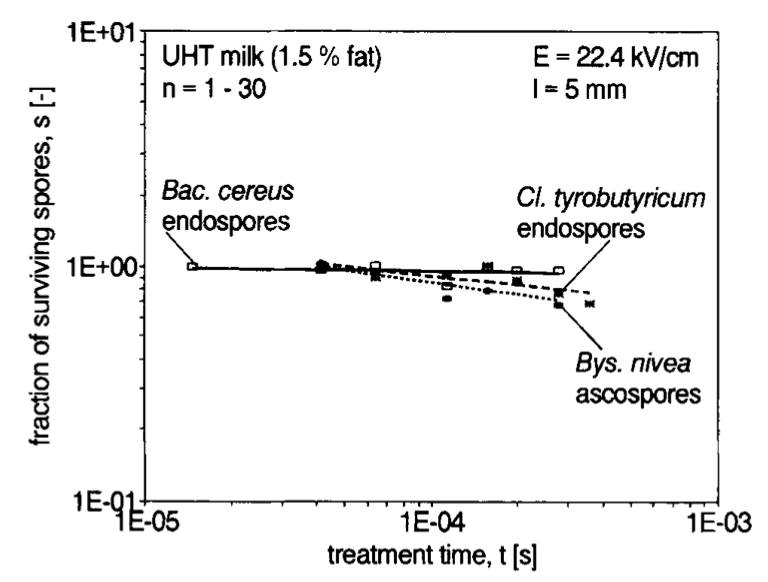 1E+01
UHT milk (1.5 % fat)
n = 1 - 30
E = 22.4 kV/cm
l = 5 mm
fraction of surviving spores, s [-]
Bac. cereus
endospores
Cl. tyrobutyricum
endospores
1E+00
Bys. nivea
ascospores
1E-01
1E-05
1E-04
1E-03
treatment time, t [s]